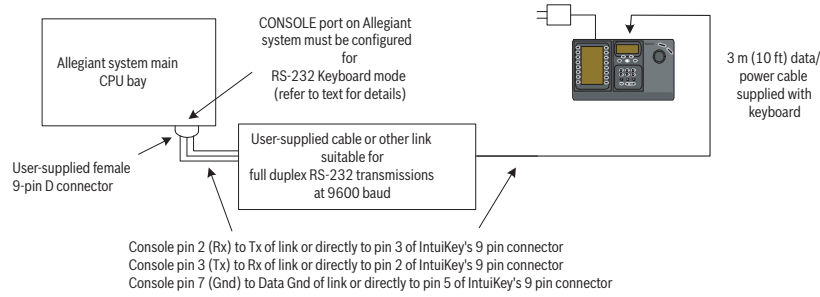 CONSOLE port on Allegiant
system must be configured
for
RS-232 Keyboard mode
(refer to text for details)
Allegiant system main
CPU bay
3 m (10 ft) data/
power cable
supplied with
keyboard
User-supplied female
9-pin D connector
User-supplied cable or other link
suitable for
full duplex RS-232 transmissions
at 9600 baud
Console pin 2 (Rx) to Tx of link or directly to pin 3 of IntuiKey's 9 pin connector
Console pin 3 (Tx) to Rx of link or directly to pin 2 of IntuiKey's 9 pin connector
Console pin 7 (Gnd) to Data Gnd of link or directly to pin 5 of IntuiKey's 9 pin connector